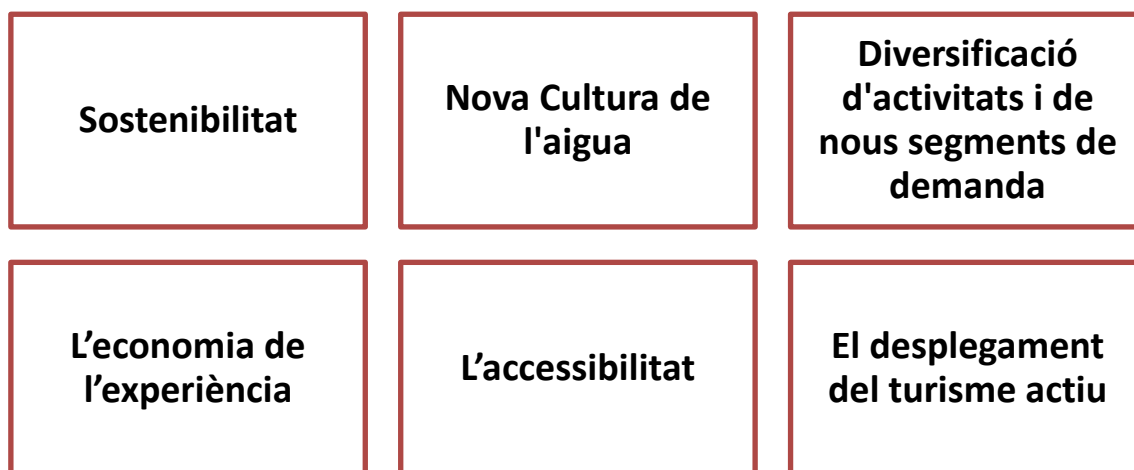 Sostenibilitat
Nova Cultura de
l'aigua
Diversificació
d'activitats i de
nous segments de
demanda
L’economia de
l’experiència
L’accessibilitat
El desplegament
del turisme actiu